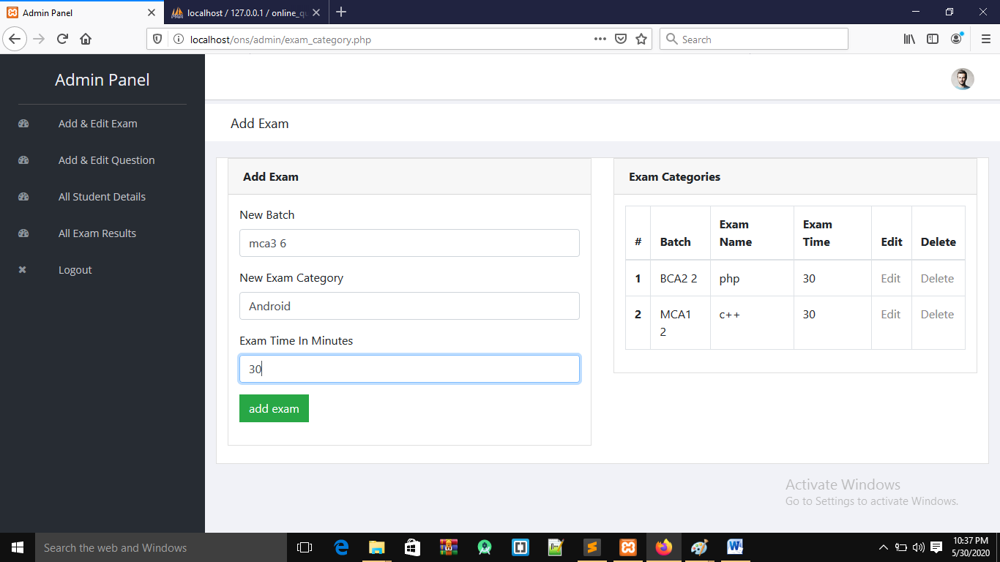 Admin Panel
localhost / 127.0.0.1 / online_qu
localhost/ons/admin/exam_category.php
Search
Admin Panel
Add & Edit Exam
Add & Edit Question
All Student Details
All Exam Results
Logout
Add Exam
Add Exam
New Batch
mca3 6
New Exam Category
Android
Exam Time In Minutes
30
add exam
Exam Categories
# Batch Exam Name Exam Time Edit Delete
1 BCA2 2 php 30 Edit Delete
2 MCA1 2 c++ 30 Edit Delete
Activate Windows
Go to Settings to activate Windows.
Search the web and Windows
10:37 PM
5/30/2020